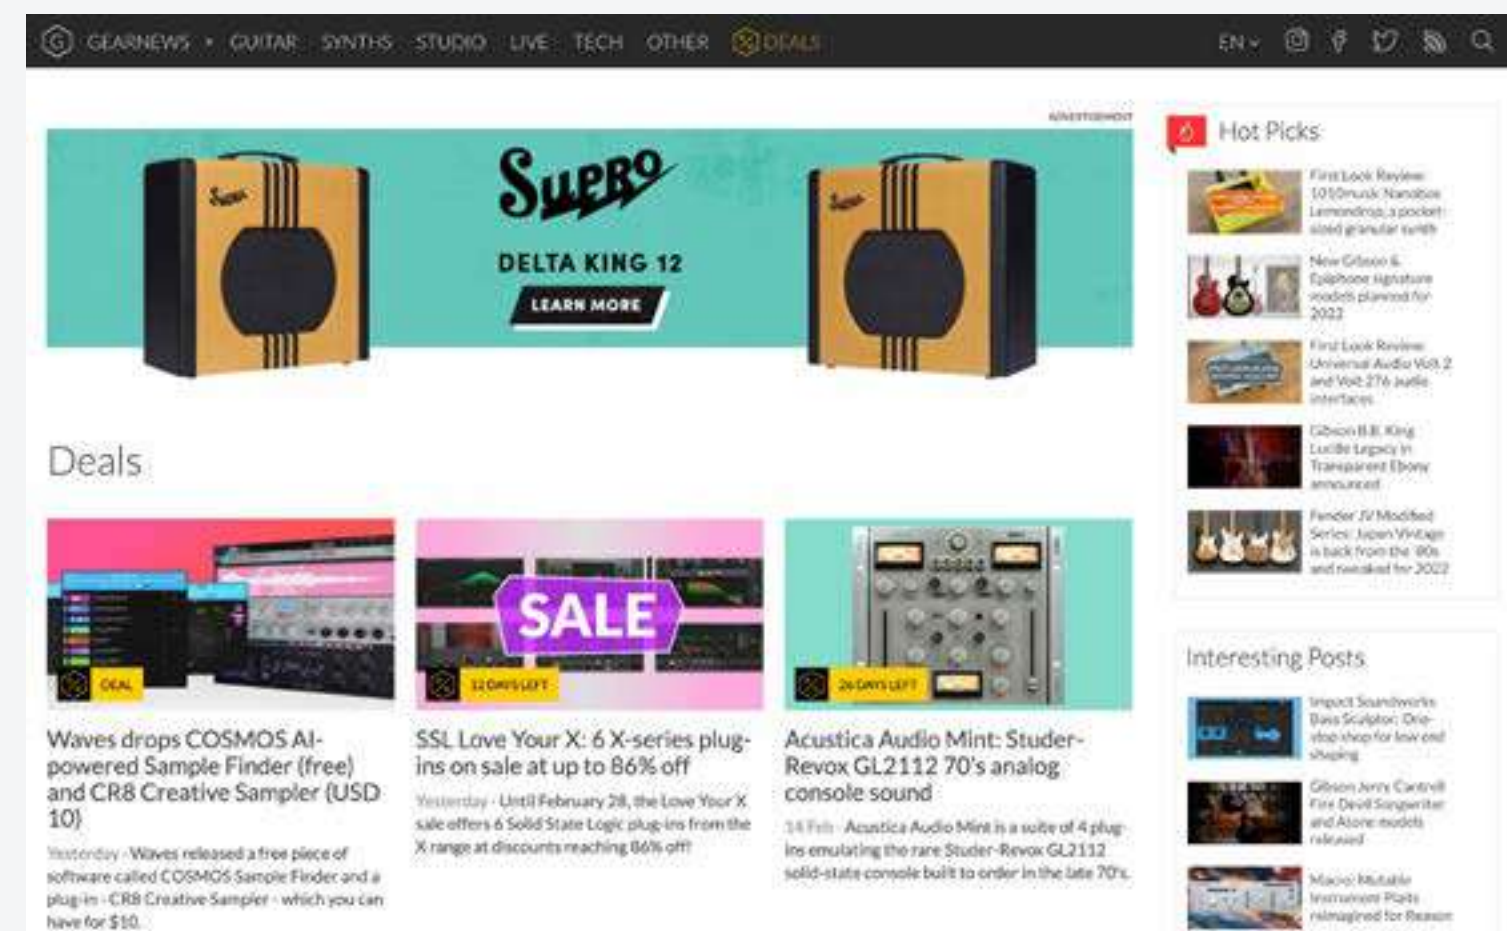 GEARNEWS GUITAR SYNTHS STUDIO LIVE TECH OTHER DEALS EN
ADVERTISEMENT
SUPRO
DELTA KING 12
LEARN MORE
Supro
Supro
Deals
DEAL
Waves drops COSMOS AI-
powered Sample Finder (free)
and CR8 Creative Sampler (USD
10)
Yesterday - Waves released a free piece of
software called COSMOS Sample Finder and a
plug-in - CR8 Creative Sampler - which you can
have for $10.
SALE
12 DAYS LEFT
SSL Love Your X: 6 X-series plug-
ins on sale at up to 86% off
Yesterday - Until February 28, the Love Your X
sale offers 6 Solid State Logic plug-ins from the
X range at discounts reaching 86% off!
26 DAYS LEFT
Acustica Audio Mint: Studer-
Revox GL2112 70's analog
console sound
14 Feb - Acustica Audio Mint is a suite of 4 plug-
ins emulating the rare Studer-Revox GL2112
solid-state console built to order in the late 70's.
Hot Picks
First Look Review:
1010music Nanobox
Lemondrop, a pocket-
sized granular synth
New Gibson &
Epiphone signature
models planned for
2022
First Look Review:
Universal Audio Volt 2
and Volt 276 audio
interfaces
Gibson B.B. King
Lucille Legacy in
Transparent Ebony
announced
Fender JV Modified
Series: Japan Vintage
is back from the '80s
and tweaked for 2022
Interesting Posts
Impact Soundworks
Bass Sculptor: One-
stop shop for low end
shaping
Gibson Jerry Cantrell
Fire Devil Songwriter
and Atone models
released
Macro: Mutable
Instrument Plaits
reimagined for Reason